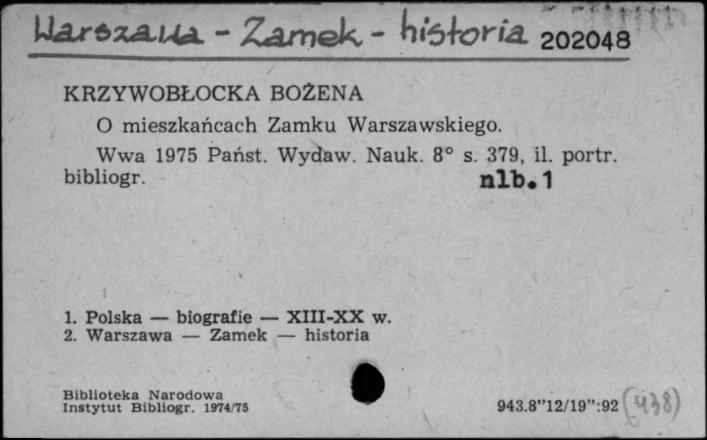 Warszawa - Zamek - historia 202048
KRZYWOBŁOCKA BOŻENA
O mieszkańcach Zamku Warszawskiego.
Wwa 1975 Państ. Wydaw. Nauk. 8° s. 379, il. portr.
bibliogr. nlb. 1
1. Polska — biografie — XIII-XX w.
2. Warszawa — Zamek — historia
Biblioteka Narodowa
Instytut Bibliogr. 1974/75
943.8”12/19”:92 (438)